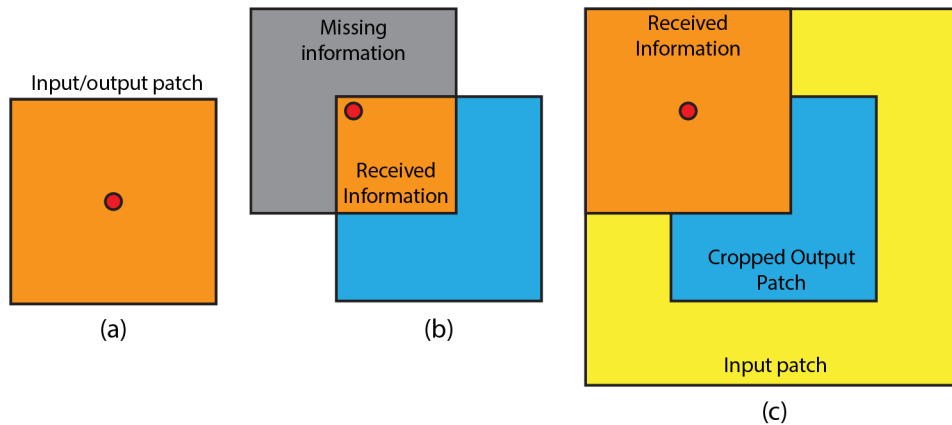 Input/output patch
(a)
Missing
information
Received
Information
(b)
Received
Information
Cropped Output
Patch
Input patch
(c)